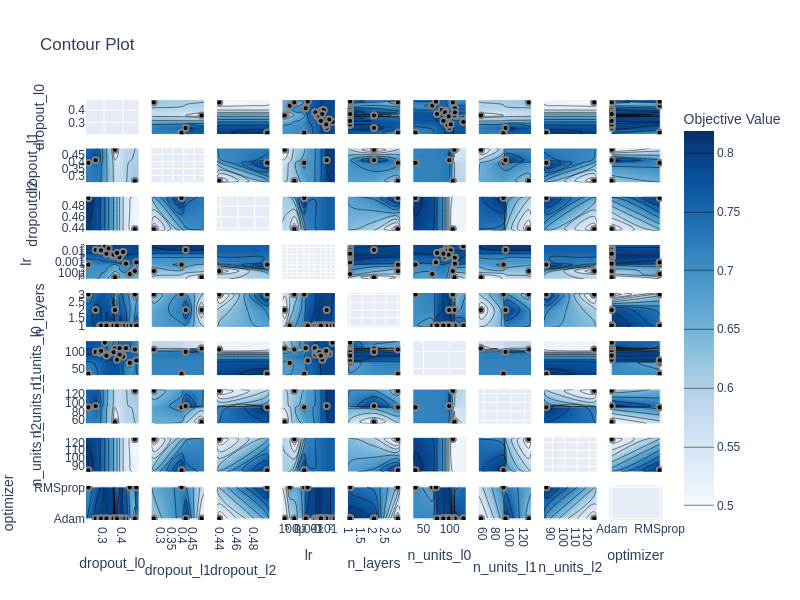 Contour Plot
Objective Value
dropout_l0
0.4
0.3
dropout_l1
0.45
0.4
0.35
0.3
dropout_l2
0.48
0.46
0.44
lr
0.01
0.001
n_layers
3
2.5
2
1.5
1
n_units_l0
100
50
n_units_l1
120
100
80
60
n_units_l2
120
110
100
90
optimizer
RMSprop
Adam
0.8
0.75
0.7
0.65
0.6
0.55
0.5
0.3
0.4
dropout_l0
0.3
0.35
0.4
0.45
dropout_l1
0.44
0.46
0.48
dropout_l2
lr
1
1.5
2
2.5
3
n_layers
50
100
n_units_l0
60
80
100
120
n_units_l1
90
100
110
120
n_units_l2
Adam
RMSprop
optimizer